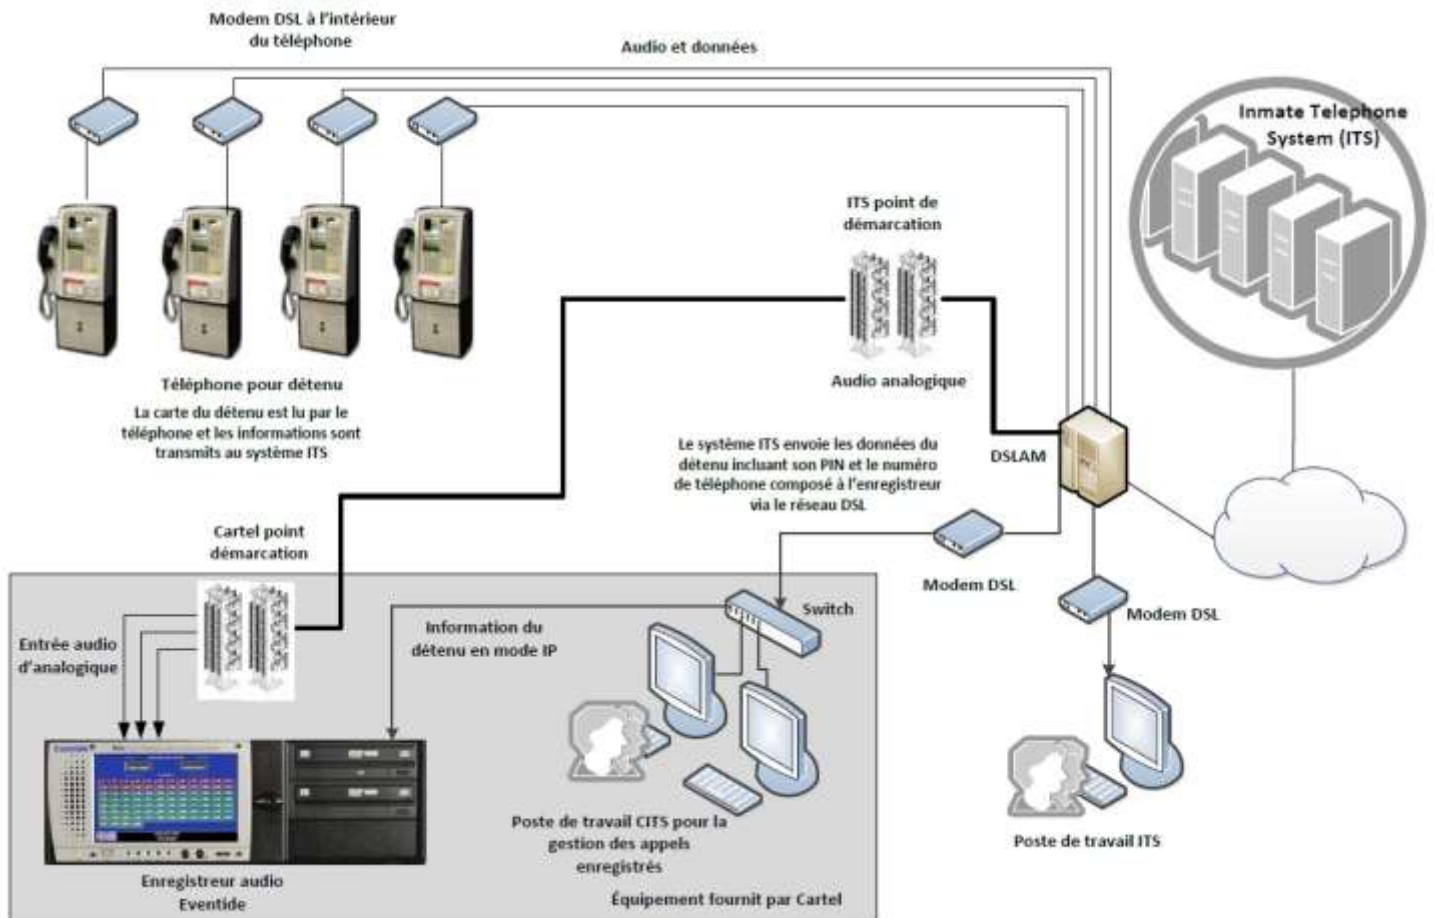 Modem DSL à l'intérieur
du téléphone
Audio et données
Inmate Telephone
System (ITS)
ITS point de
démarcation
Audio analogique
Téléphone pour détenu
La carte du détenu est lu par le
téléphone et les informations sont
transmits au système ITS
Le système ITS envoie les données du
détenu incluant son PIN et le numéro
de téléphone composé à l'enregistreur
via le réseau DSL
DSLAM
Cartel point
démarcation
Modem DSL
Modem DSL
Switch
Entrée audio
d'analogique
Information du
détenu en mode IP
Poste de travail CITS pour la
gestion des appels
enregistrés
Poste de travail ITS
Enregistreur audio
Eventide
Équipement fournit par Cartel